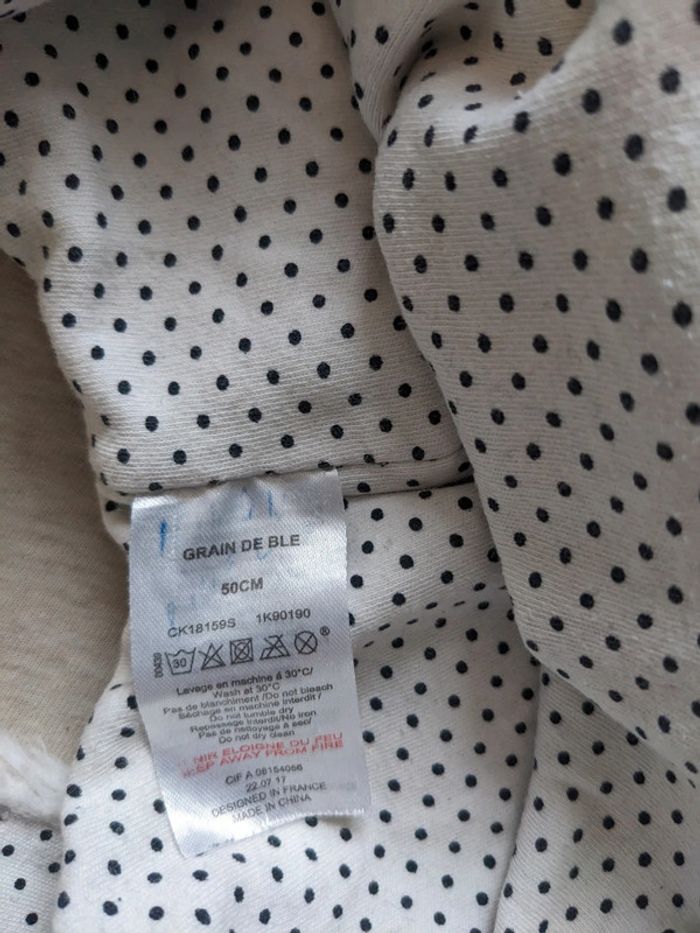 GRAIN DE BLE
50CM
CK18159S 1K90190
®
00439
30
Lavage en machine á 30°C/
Wash at 30°C
Pas de blanchiment /Do not bleach
Séchage en machine interdit /
Do not tumble dry
Repassage interdit/No iron
Pas de nettoyage á sec/
Do not dry clean
NIR ELOIGNE DU FEU
KEEP AWAY FROM FIRE
CIF A 08154066
22.07.17
DESIGNED IN FRANCE
MADE IN CHINA